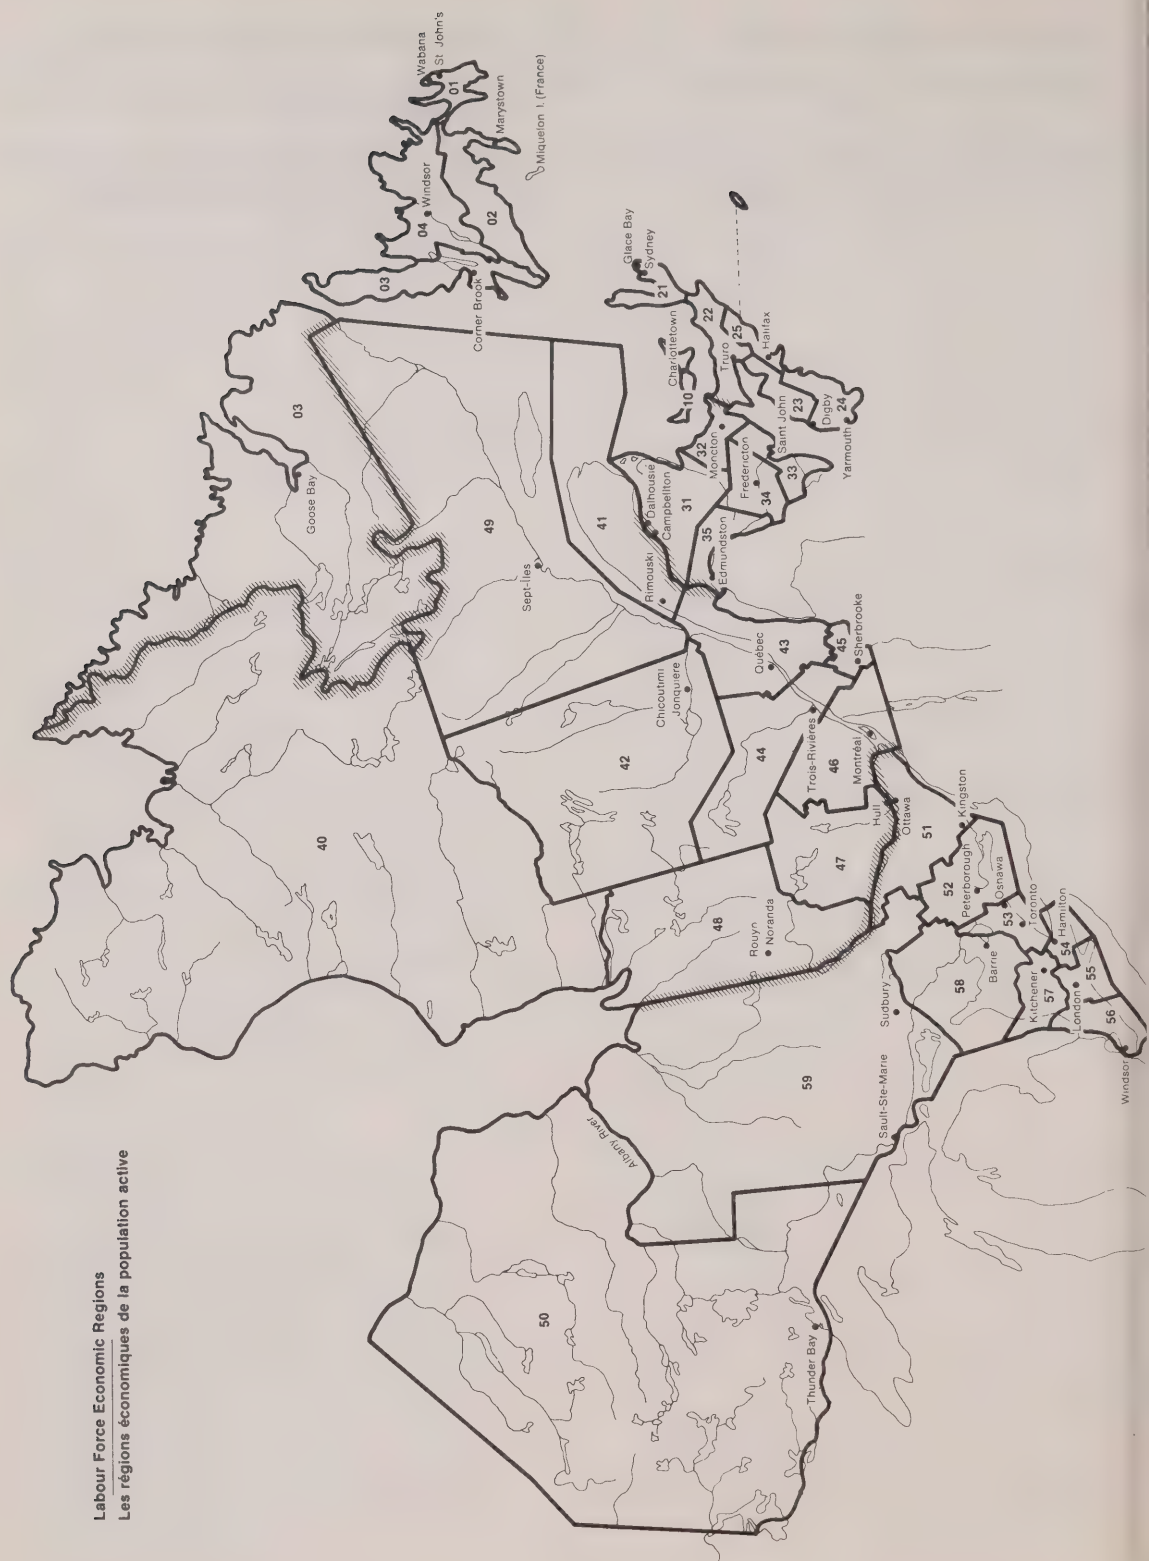 Labour Force Economic Regions
Les régions économiques de la population active
50
Thunder Bay
Albany River
59
Sault-Ste-Marie
Sudbury
40
48
Rouyn
Noranda
58
Barrie
Kitchener
57
London
56
Windsor
55
54
Hamilton
53
Toronto
Osnawa
52
Peterborough
51
Kingston
Ottawa
Hull
47
42
Chicoutimi
Jonquiere
44
Trois-Rivières
46
Montréal
Québec
43
45
Sherbrooke
49
Sept-Iles
41
Rimouski
Dalhousie
Campbellton
31
35
Edmundston
32
Moncton
Fredericton
34
33
Saint John
23
Digby
24
Yarmouth
Charlottetown
10
Truro
22
25
Halifax
21
Glace Bay
Sydney
Goose Bay
03
03
Corner Brook
04
Windsor
02
01
Wabana
St John's
Marystown
Miquelon I. (France)